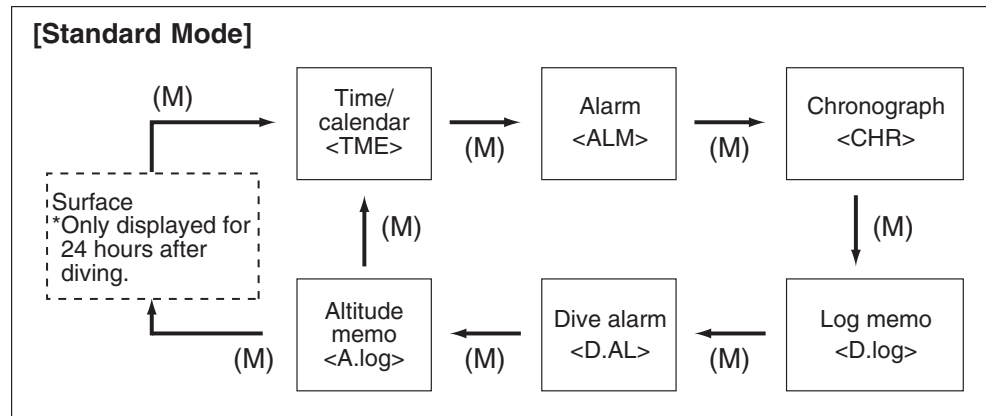 [Standard Mode]
(M)
Time/
calendar
<TME>
(M)
Alarm
<ALM>
(M)
Chronograph
<CHR>
(M)
Surface
*Only displayed for
24 hours after
diving.
(M)
Log memo
<D.log>
(M)
Dive alarm
<D.AL>
(M)
Altitude
memo
<A.log>
(M)
(M)